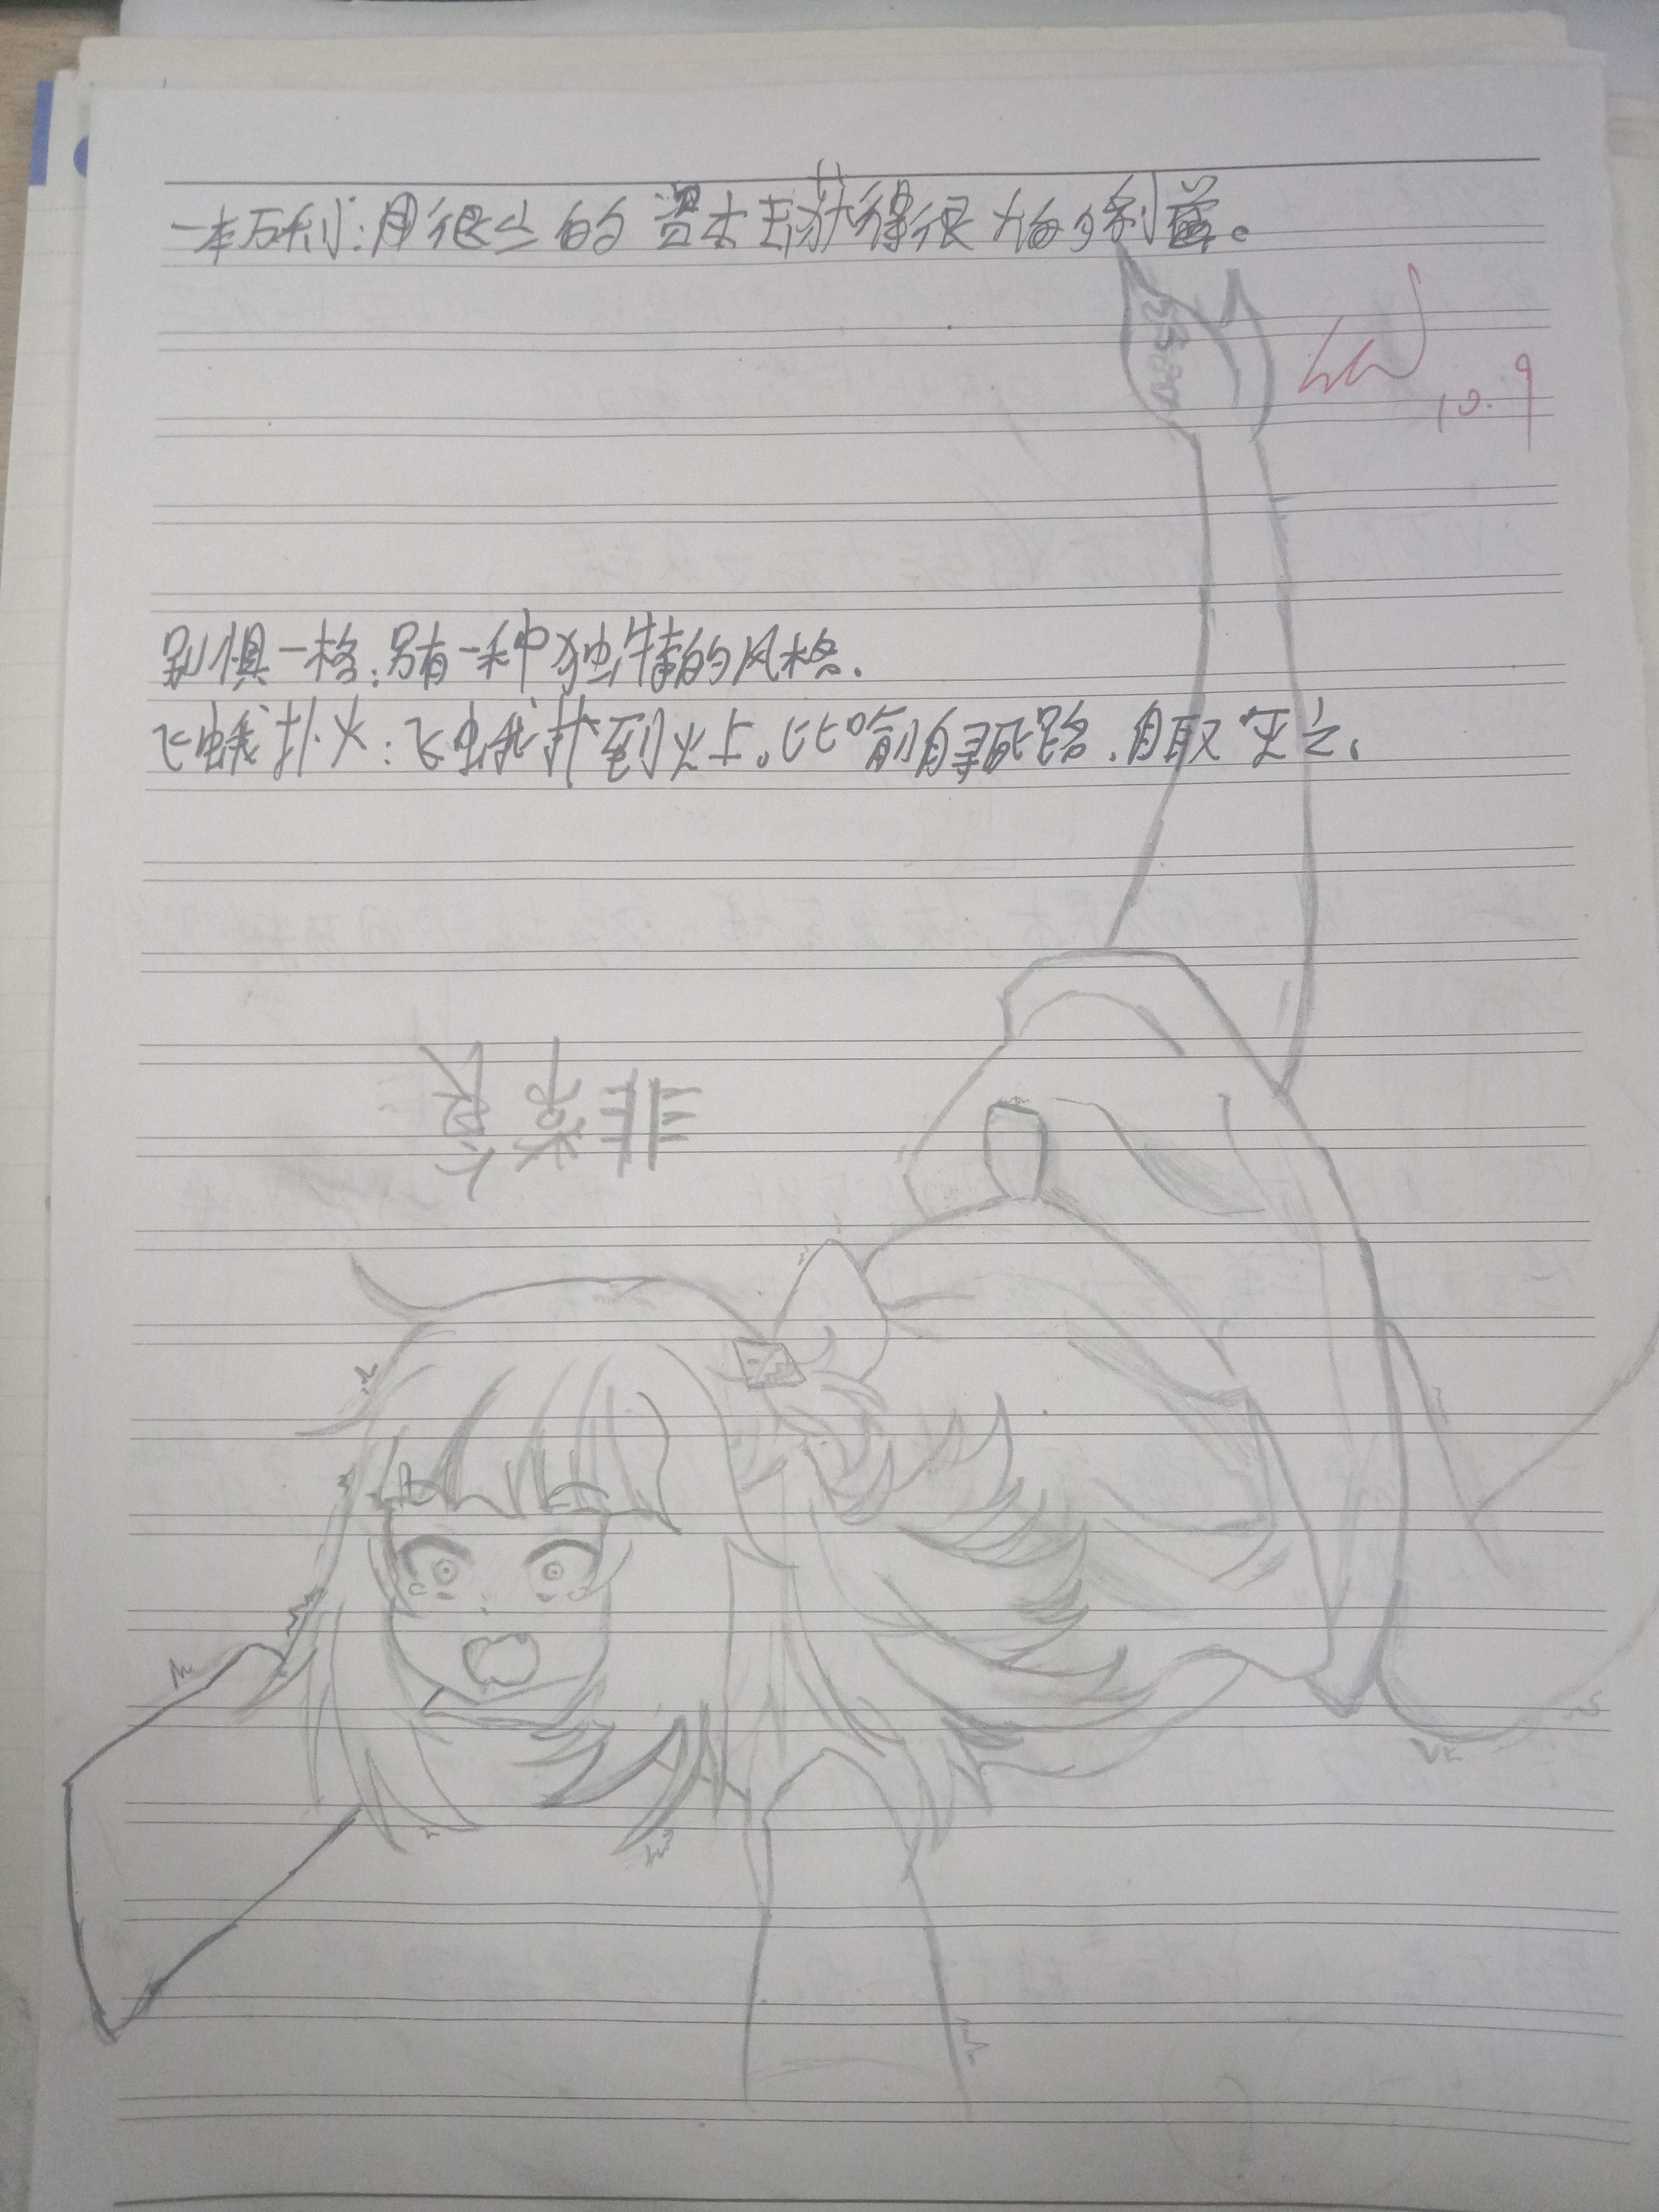 一本万利：用很少的资本去获得很大的利益。
10.9
别惧一格：另有一种独特的风格.
飞蛾扑火：飞蛾扑到火上。比喻自寻死路.自取灭亡.